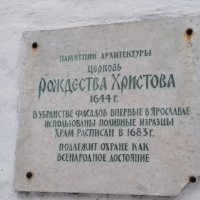 ПАМЯТНИК АРХИТЕКТУРЫ
ЦЕРКОВЬ
РОЖДЕСТВА ХРИСТОВА
1644 г.
В УБРАНСТВЕ ФАСАДОВ ВПЕРВЫЕ В ЯРОСЛАВЛЕ
ИСПОЛЬЗОВАНЫ ПОЛИВНЫЕ ИЗРАЗЦЫ
ХРАМ РАСПИСАН В 1683 г.
ПОДЛЕЖИТ ОХРАНЕ КАК
ВСЕНАРОДНОЕ ДОСТОЯНИЕ